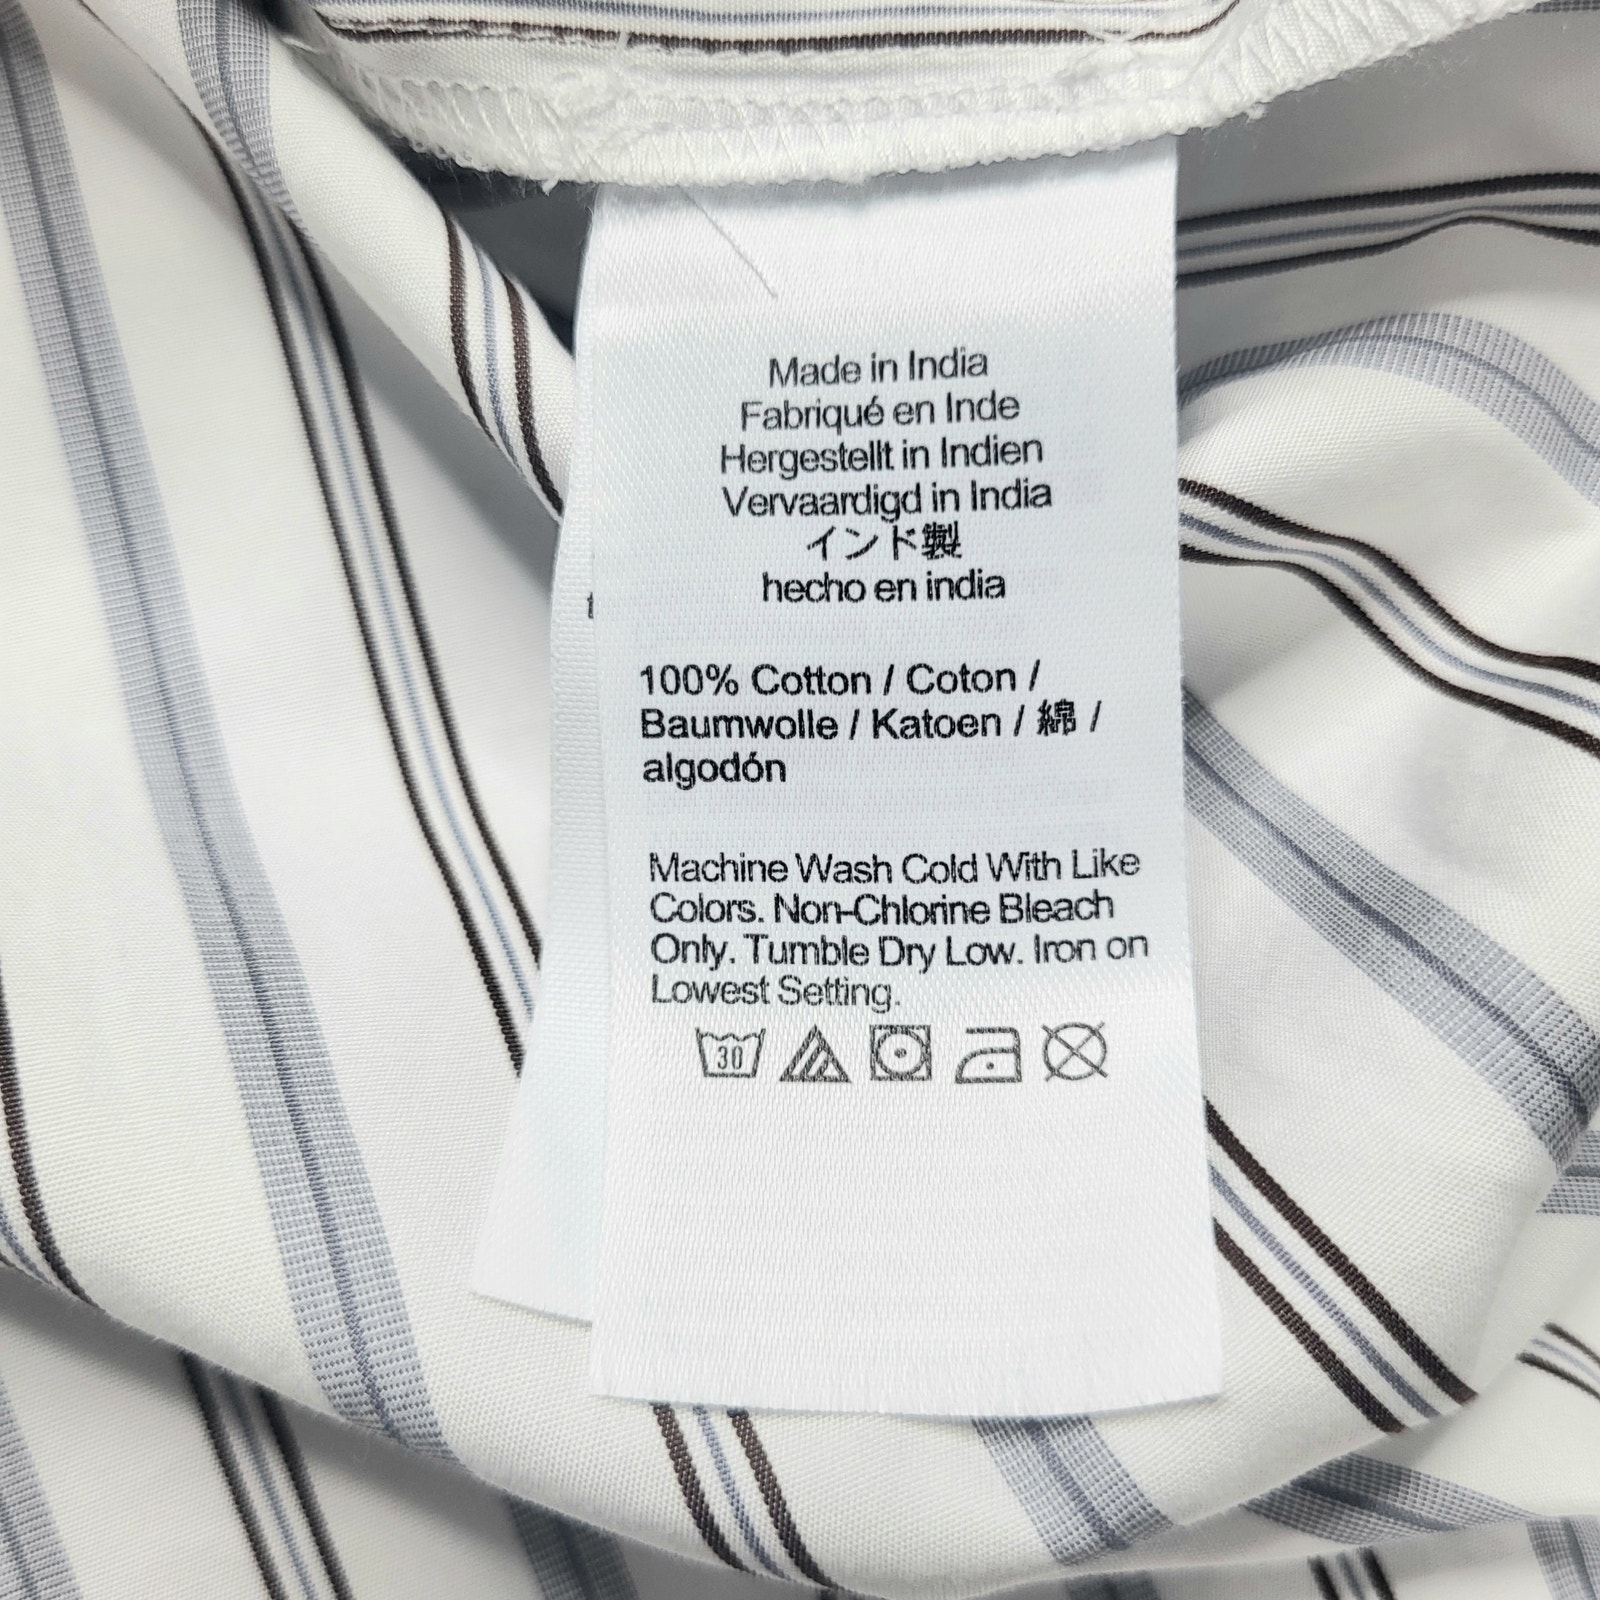 Made in India
Fabriqué en Inde
Hergestellt in Indien
Vervaardigd in India
インド製
hecho en india
t
100% Cotton / Coton /
Baumwolle / Katoen / 綿 /
algodón
Machine Wash Cold With Like
Colors. Non-Chlorine Bleach
Only. Tumble Dry Low. Iron on
Lowest Setting.
30